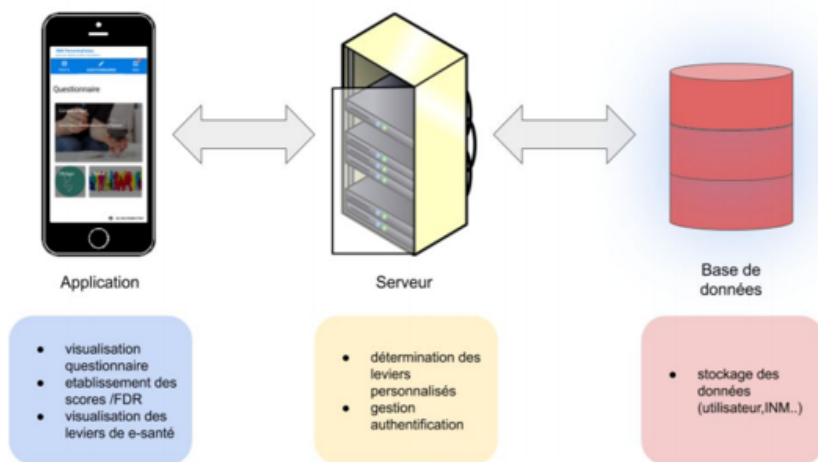 Questionnaire
Application
Serveur
Base de
données
● visualisation
questionnaire
● etablissement des
scores /FDR
● visualisation des
leviers de e-santé
● détermination des
leviers
personnalisés
● gestion
authentification
● stockage des
données
(utilisateur,INM..)